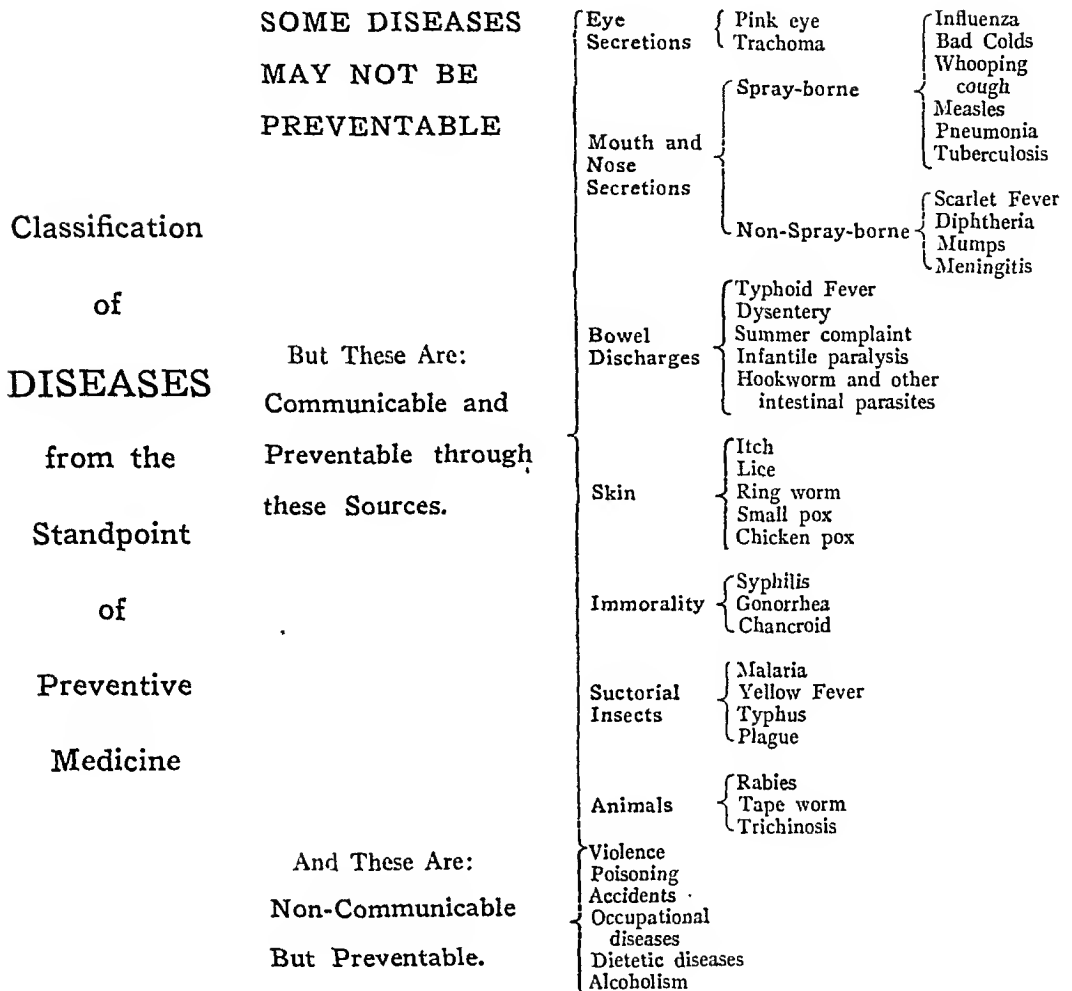 Classification
of
DISEASES
from the
Standpoint
of
Preventive
Medicine
SOME DISEASES
MAY NOT BE
PREVENTABLE
But These Are:
Communicable and
Preventable through
these Sources.
Eye
Secretions
Pink eye
Trachoma
Mouth and
Nose
Secretions
Spray-borne
Influenza
Bad Colds
Whooping
cough
Measles
Pneumonia
Tuberculosis
Non-Spray-borne
Scarlet Fever
Diphtheria
Mumps
Meningitis
Bowel
Discharges
Typhoid Fever
Dysentery
Summer complaint
Infantile paralysis
Hookworm and other
intestinal parasites
Skin
Itch
Lice
Ring worm
Small pox
Chicken pox
Immorality
Syphilis
Gonorrhea
Chancroid
Suctorial
Insects
Malaria
Yellow Fever
Typhus
Plague
Animals
Rabies
Tape worm
Trichinosis
And These Are:
Non-Communicable
But Preventable.
Violence
Poisoning
Accidents
Occupational
diseases
Dietetic diseases
Alcoholism